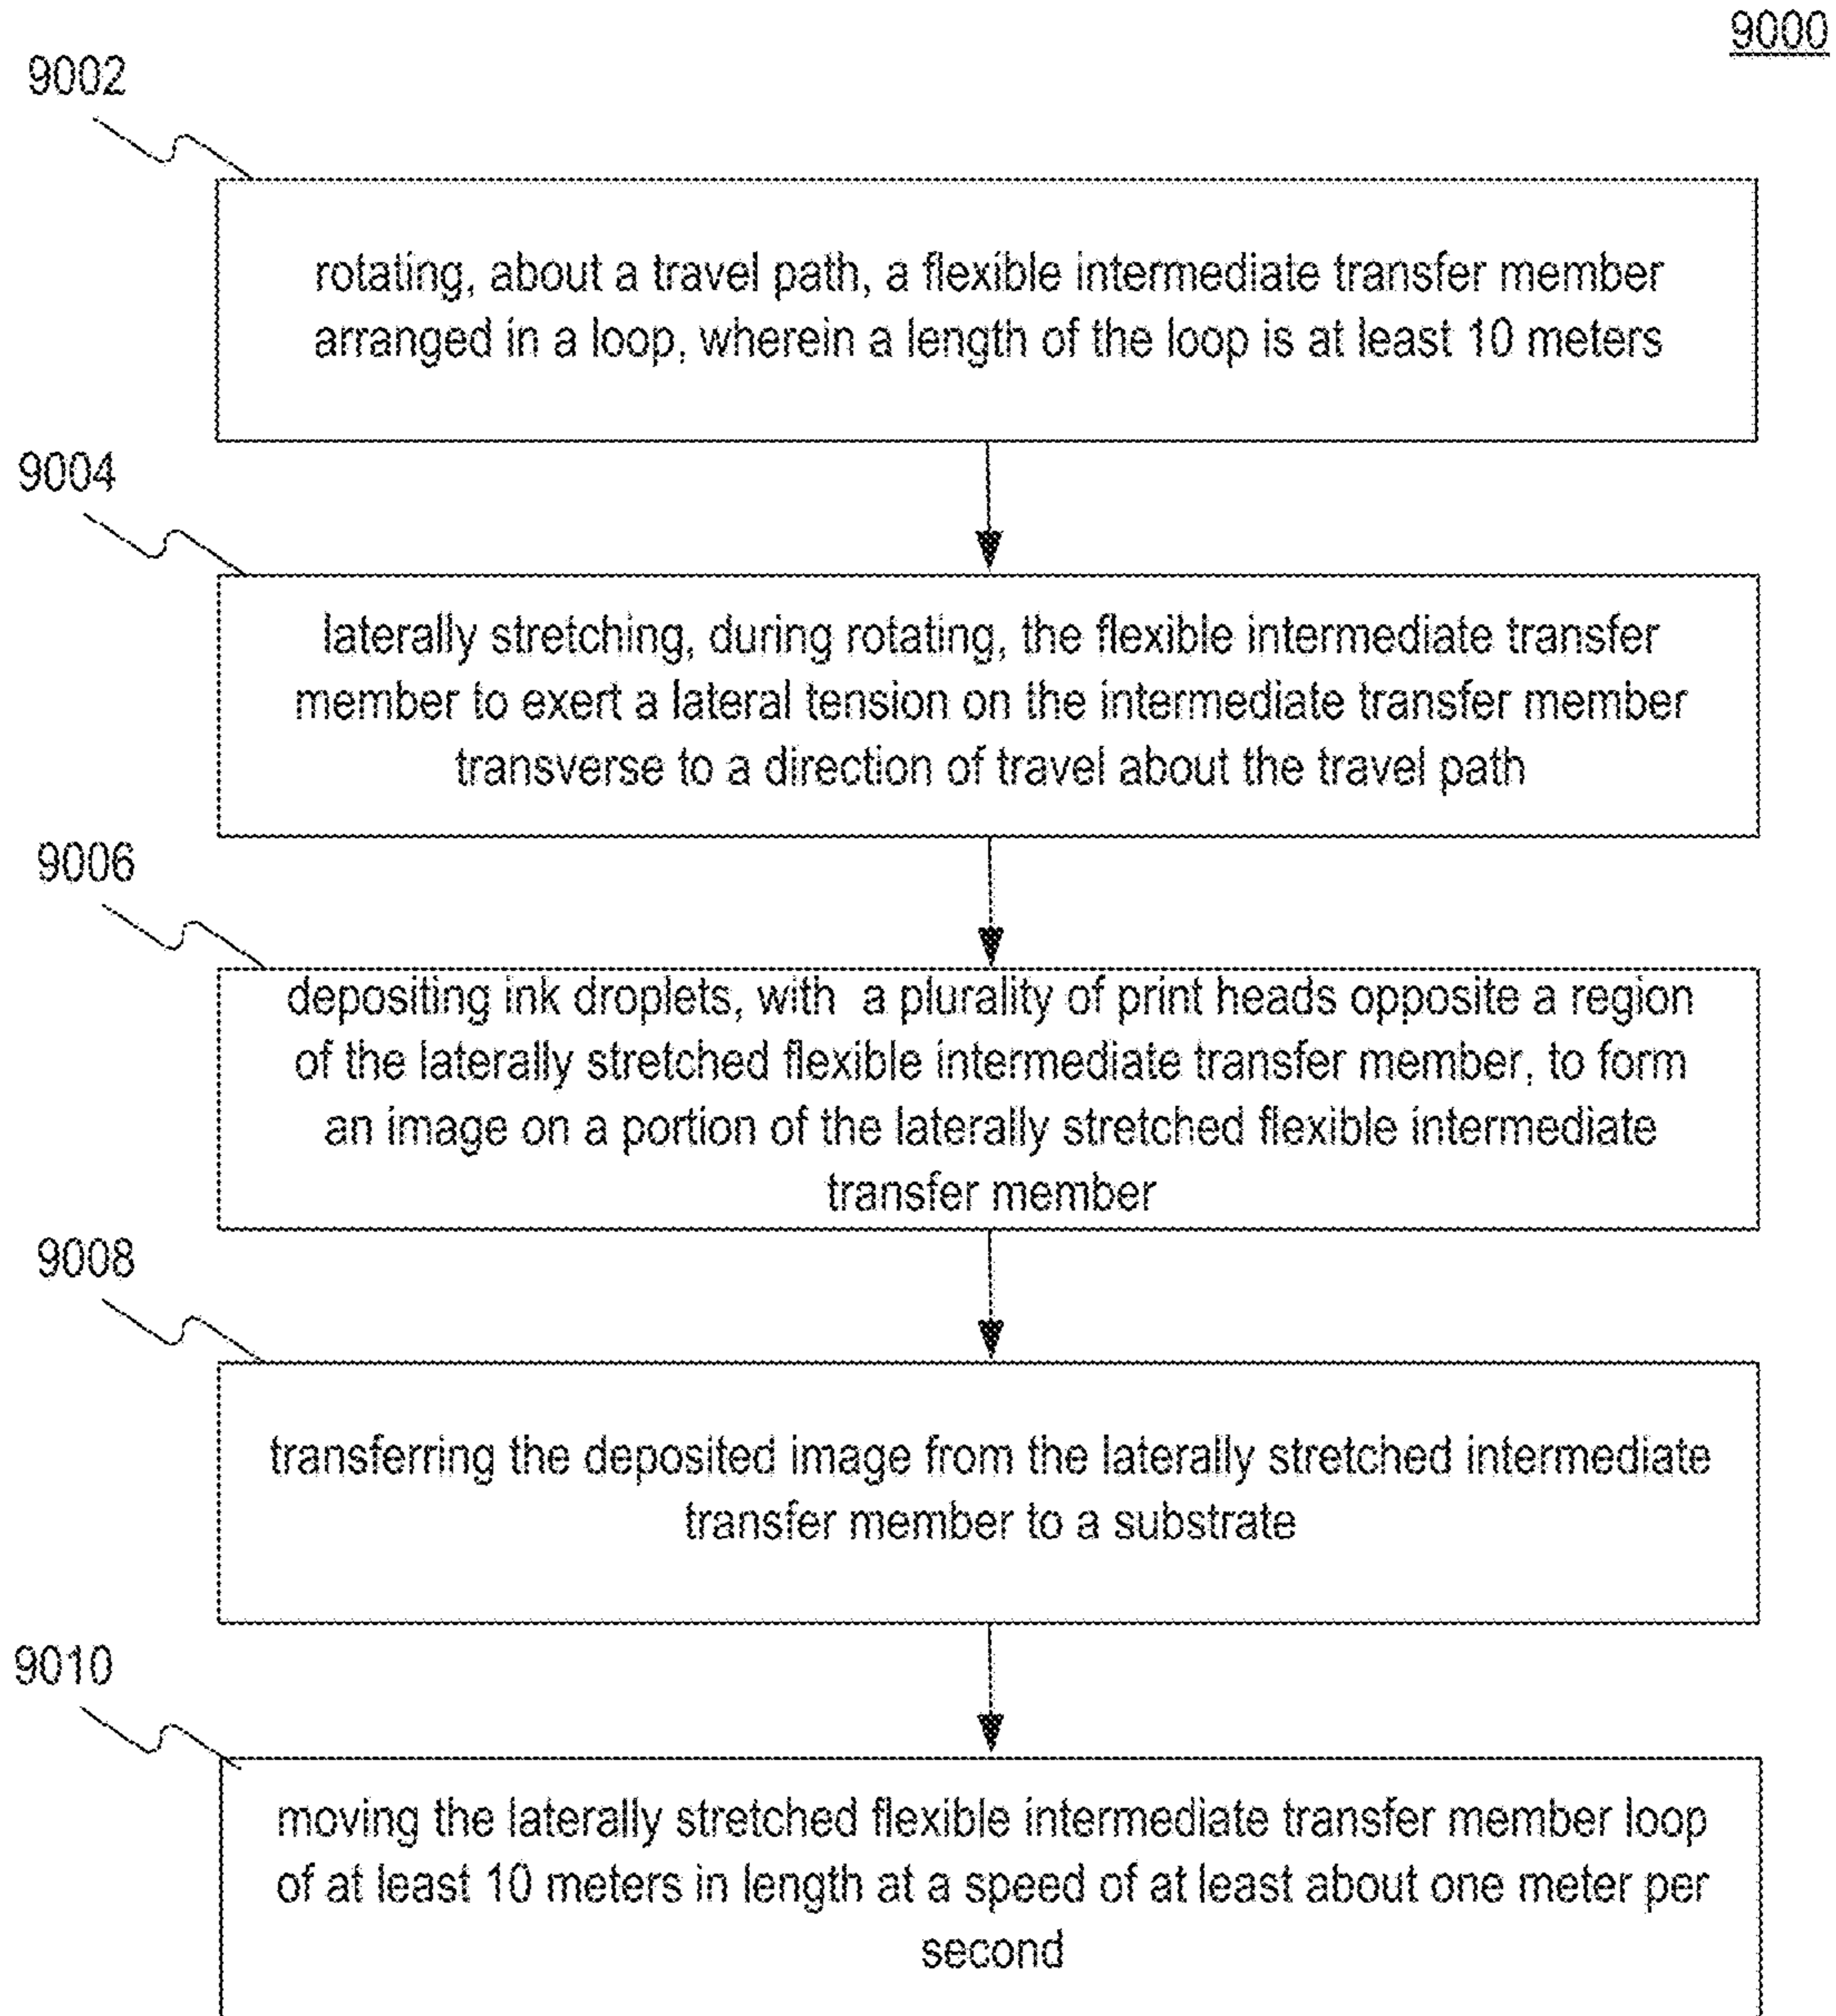 9000
9002
rotating, about a travel path, a flexible intermediate transfer member
arranged in a loop, wherein a length of the loop is at least 10 meters
9004
laterally stretching, during rotating, the flexible intermediate transfer
member to exert a lateral tension on the intermediate transfer member
transverse to a direction of travel about the travel path
9006
depositing ink droplets, with a plurality of print heads opposite a region
of the laterally stretched flexible intermediate transfer member, to form
an image on a portion of the laterally stretched flexible intermediate
transfer member
9008
transferring the deposited image from the laterally stretched intermediate
transfer member to a substrate
9010
moving the laterally stretched flexible intermediate transfer member loop
of at least 10 meters in length at a speed of at least about one meter per
second